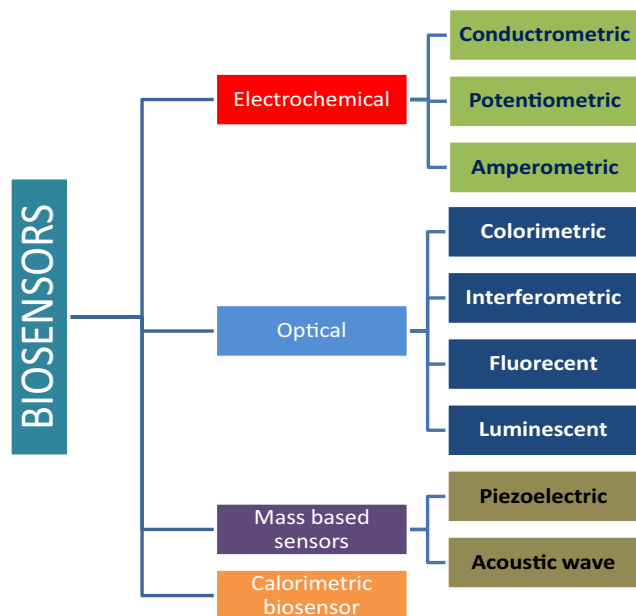 BIOSENSORS
Electrochemical
Conductrometric
Potentiometric
Amperometric
Optical
Colorimetric
Interferometric
Fluorecent
Luminescent
Mass based
sensors
Piezoelectric
Acoustic wave
Calorimetric
biosensor